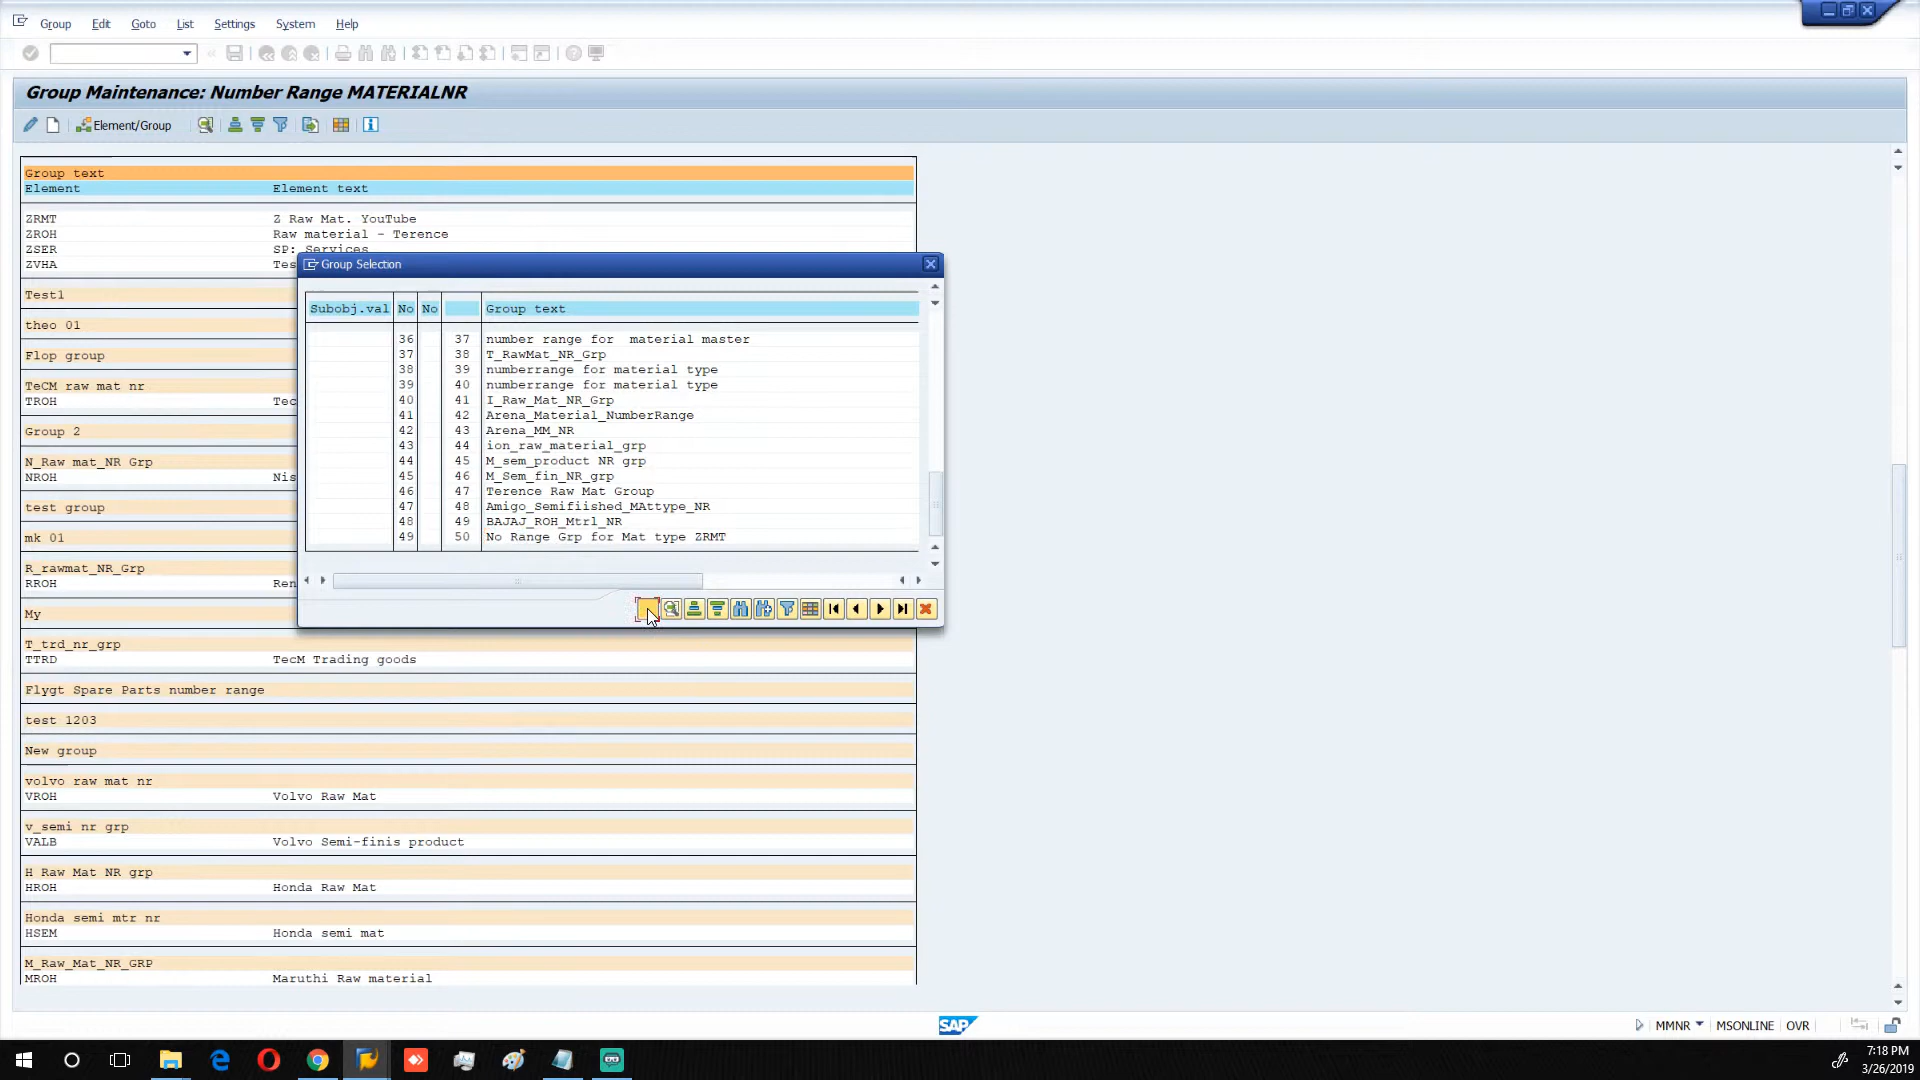 Group Edit Goto List Settings System Help
Group Maintenance: Number Range MATERIALNR
Element/Group
Group text
Element Element text
ZRMT Z Raw Mat. YouTube
ZROH Raw material - Terence
ZSER SP: Services
ZVHA Tes
Test1
theo 01
Flop group
TeCM raw mat nr
TROH Tec
Group 2
N_Raw mat_NR Grp
NROH Nis
test group
mk 01
R_rawmat_NR_Grp
RROH Ren
My
T_trd_nr_grp
TTRD TecM Trading goods
Flygt Spare Parts number range
test 1203
New group
volvo raw mat nr
VROH Volvo Raw Mat
v_semi nr grp
VALB Volvo Semi-finis product
H Raw Mat NR grp
HROH Honda Raw Mat
Honda semi mtr nr
HSEM Honda semi mat
M_Raw_Mat_NR_GRP
MROH Maruthi Raw material
Group Selection
Subobj.val No No Group text
36 37 number range for  material master
37 38 T_RawMat_NR_Grp
38 39 numberrange for material type
39 40 numberrange for material type
40 41 I_Raw_Mat_NR_Grp
41 42 Arena_Material_NumberRange
42 43 Arena_MM_NR
43 44 ion_raw_material_grp
44 45 M_sem_product NR grp
45 46 M_Sem_fin_NR_grp
46 47 Terence Raw Mat Group
47 48 Amigo_Semifiished_MAttype_NR
48 49 BAJAJ_ROH_Mtrl_NR
49 50 No Range Grp for Mat type ZRMT
SAP
MMNR MSONLINE OVR
7:18 PM
3/26/2019